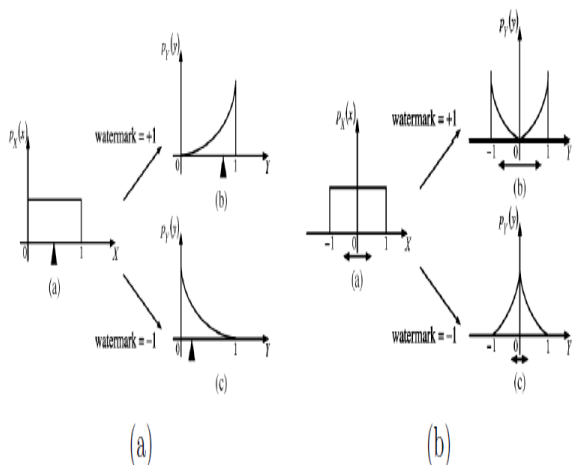 p_Y(y)
watermark = +1
0
1
Y
(b)
p_X(x)
0
1
X
(a)
p_Y(y)
watermark = −1
0
1
Y
(c)
(a)
p_Y(y)
watermark = +1
−1
0
1
Y
(b)
p_X(x)
−1
0
1
X
(a)
p_Y(y)
watermark = −1
−1
0
1
Y
(c)
(b)